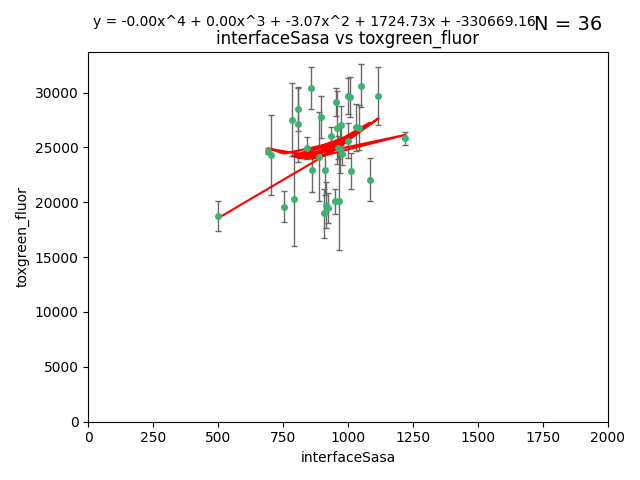 y = -0.00x^4 + 0.00x^3 + -3.07x^2 + 1724.73x + -330669.16
N = 36
interfaceSasa vs toxgreen_fluor
30000
25000
20000
15000
10000
5000
0
toxgreen_fluor
0 250 500 750 1000 1250 1500 1750 2000
interfaceSasa